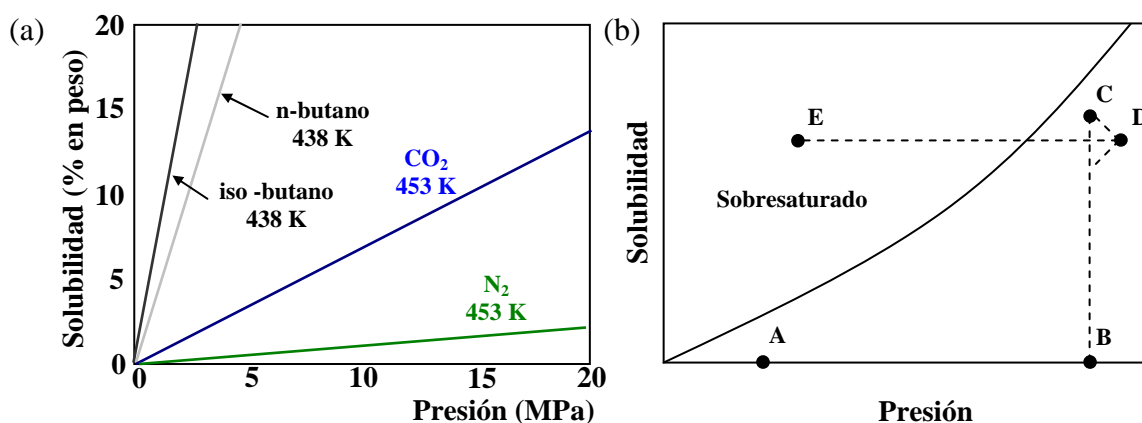 (a)
Solubilidad (% en peso)
20
15
10
5
0
n-butano
438 K
iso -butano
438 K
CO₂
453 K
N₂
453 K
0
5
10
15
20
Presión (MPa)
(b)
Solubilidad
E
C
D
Sobresaturado
A
B
Presión